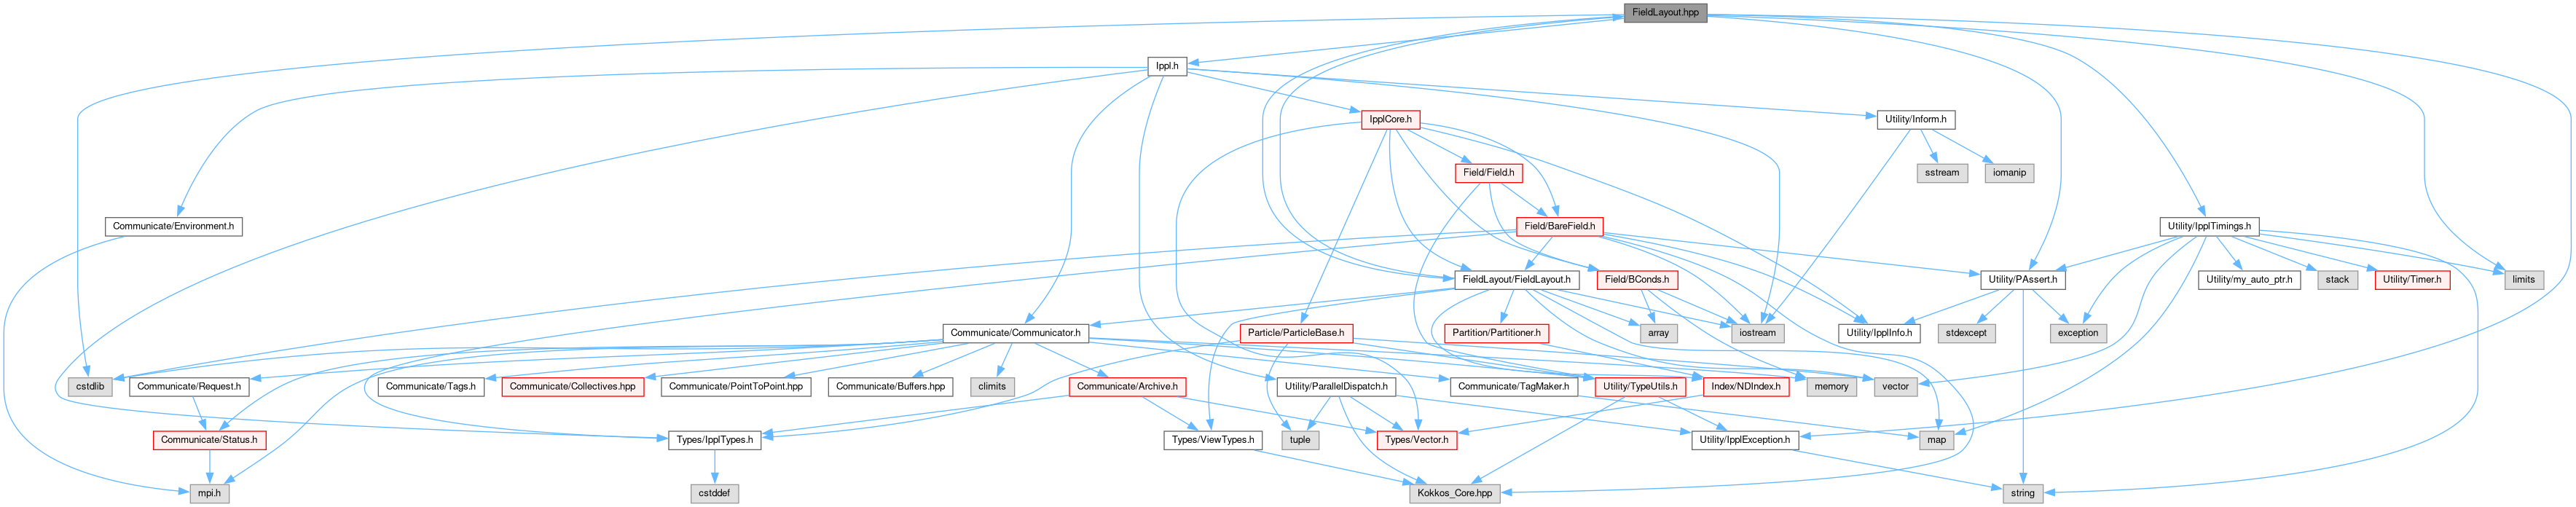 FieldLayout.hpp
Ippl.h
IpplCore.h
Utility/Inform.h
Field/Field.h
sstream
iomanip
Communicate/Environment.h
Field/BareField.h
Utility/IpplTimings.h
FieldLayout/FieldLayout.h
Field/BConds.h
Utility/PAssert.h
Utility/my_auto_ptr.h
stack
Utility/Timer.h
limits
Communicate/Communicator.h
Particle/ParticleBase.h
Partition/Partitioner.h
array
iostream
Utility/IpplInfo.h
stdexcept
exception
cstdlib
Communicate/Request.h
Communicate/Tags.h
Communicate/Collectives.hpp
Communicate/PointToPoint.hpp
Communicate/Buffers.hpp
climits
Communicate/Archive.h
Utility/ParallelDispatch.h
Communicate/TagMaker.h
Utility/TypeUtils.h
Index/NDIndex.h
memory
vector
Communicate/Status.h
Types/IpplTypes.h
Types/ViewTypes.h
tuple
Types/Vector.h
Utility/IpplException.h
map
mpi.h
cstddef
Kokkos_Core.hpp
string